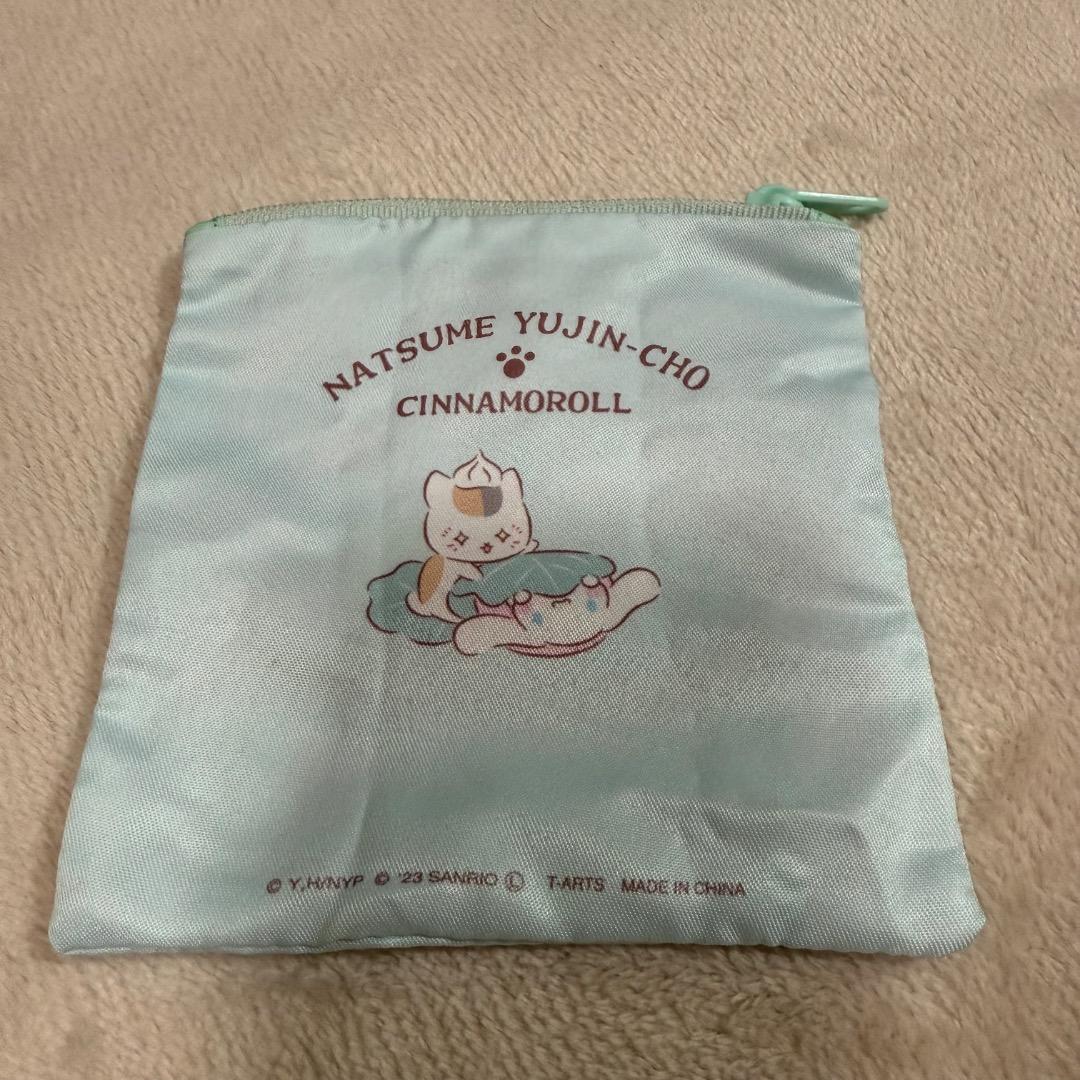 NATSUME YUJIN-CHO
CINNAMOROLL
© Y,H/NYP © '23 SANRIO Ⓛ T-ARTS MADE IN CHINA